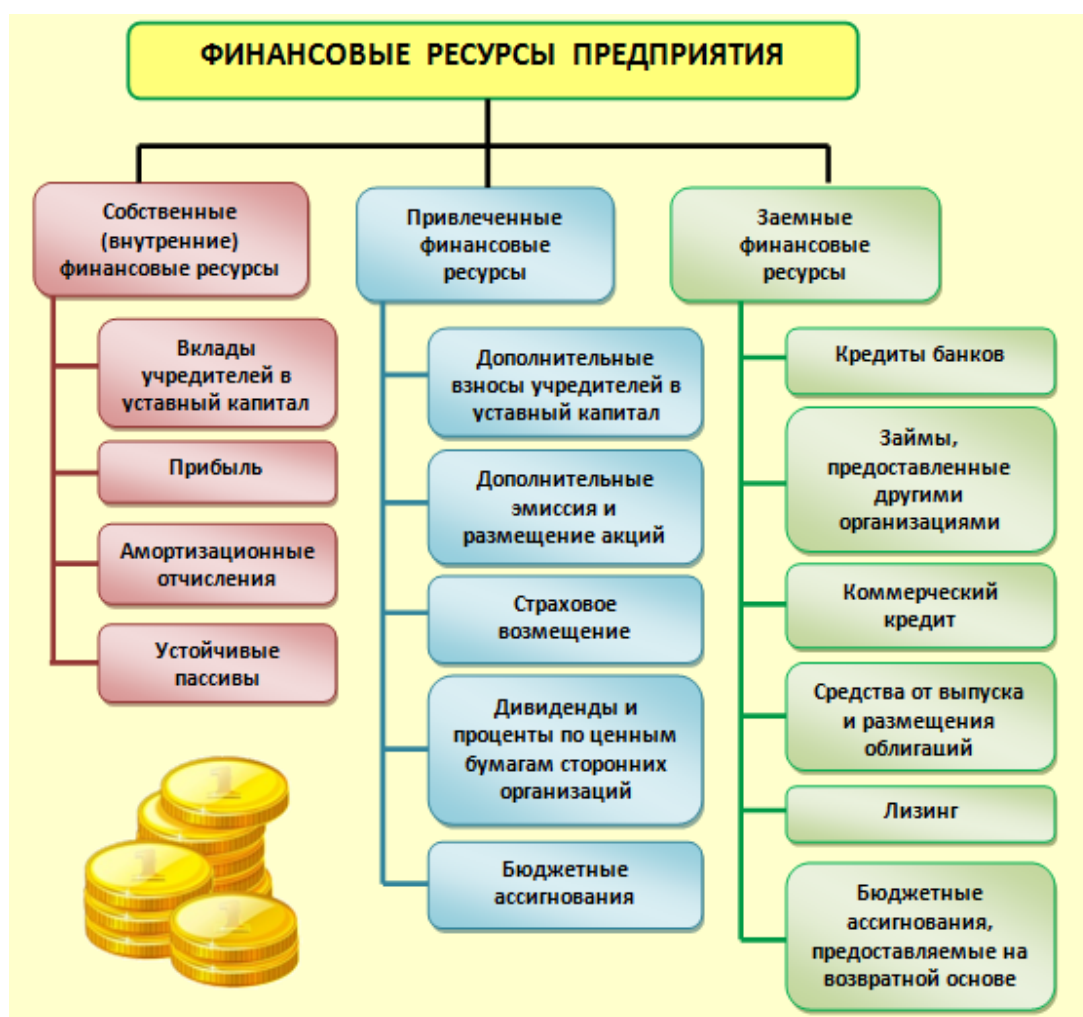 ФИНАНСОВЫЕ РЕСУРСЫ ПРЕДПРИЯТИЯ
Собственные
(внутренние)
финансовые ресурсы
Вклады
учредителей в
уставный капитал
Прибыль
Амортизационные
отчисления
Устойчивые
пассивы
Привлеченные
финансовые
ресурсы
Дополнительные
взносы учредителей в
уставный капитал
Дополнительные
эмиссия и
размещение акций
Страховое
возмещение
Дивиденды и
проценты по ценным
бумагам сторонних
организаций
Бюджетные
ассигнования
Заемные
финансовые
ресурсы
Кредиты банков
Займы,
предоставленные
другими
организациями
Коммерческий
кредит
Средства от выпуска
и размещения
облигаций
Лизинг
Бюджетные
ассигнования,
предоставляемые на
возвратной основе
1
1
1